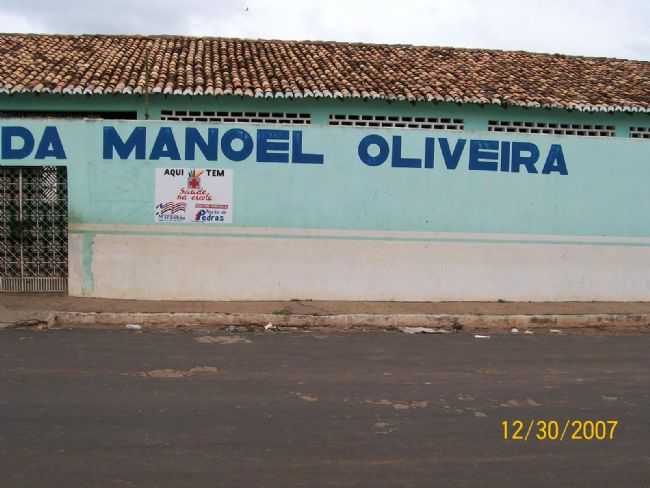 DA MANOEL OLIVEIRA
AQUI TEM
Saúde
na escola
Pedras
12/30/2007